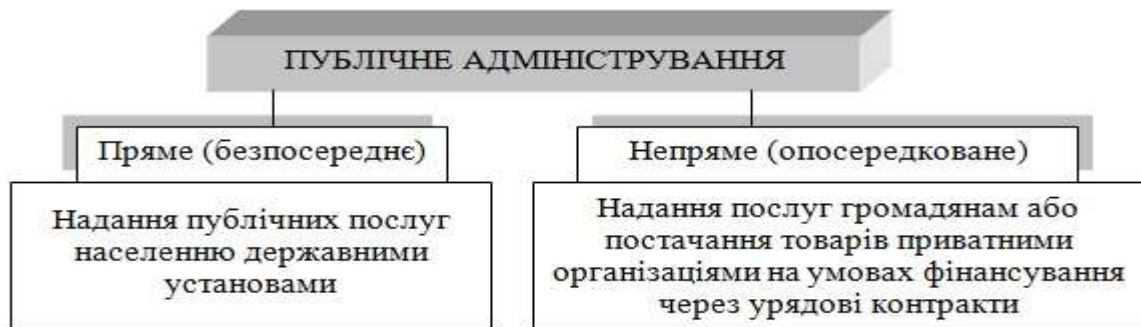 ПУБЛІЧНЕ АДМІНІСТРУВАННЯ
Пряме (безпосереднє)
Надання публічних послуг
населенню державними
установами
Непряме (опосередковане)
Надання послуг громадянам або
постачання товарів приватними
організаціями на умовах фінансування
через урядові контракти